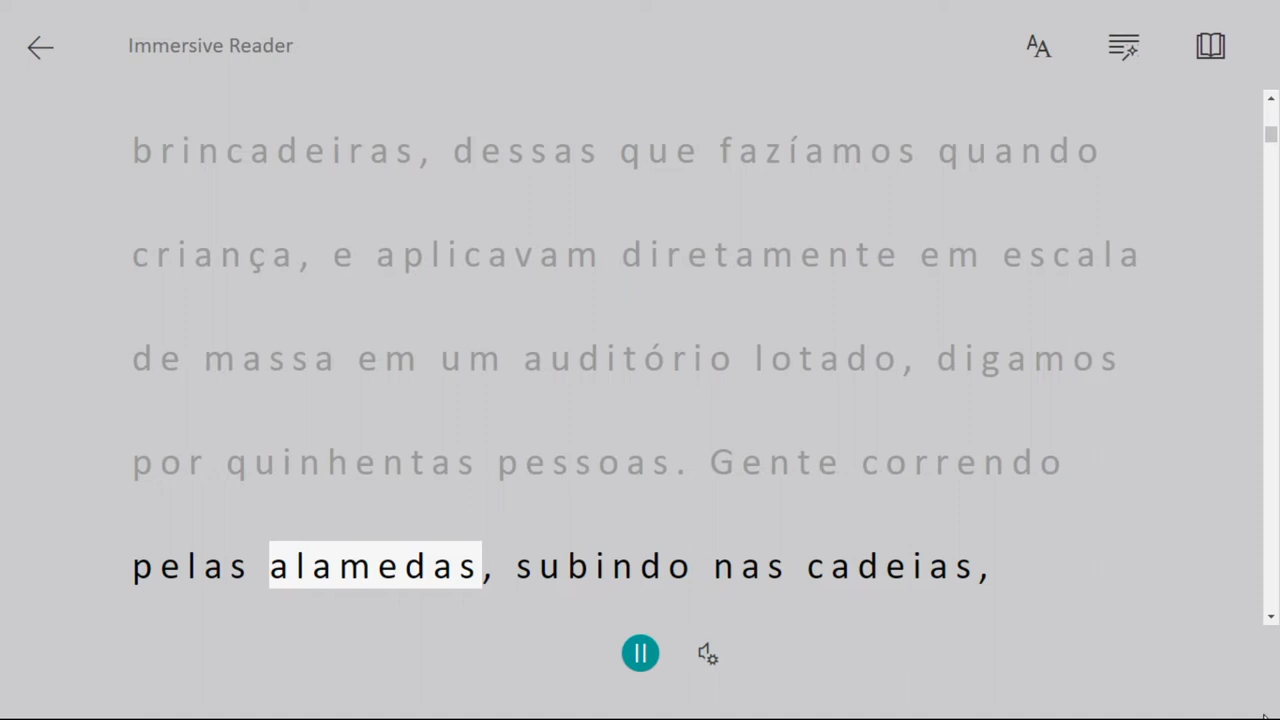 Immersive Reader
brincadeiras, dessas que fazíamos quando
criança, e aplicavam diretamente em escala
de massa em um auditório lotado, digamos
por quinhentas pessoas. Gente correndo
pelas alamedas, subindo nas cadeias,